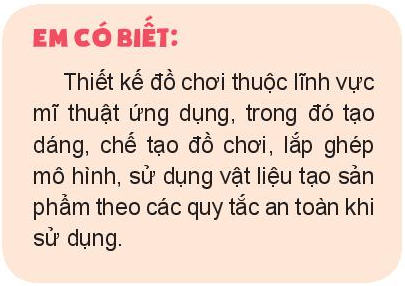 EM CÓ BIẾT:
Thiết kế đồ chơi thuộc lĩnh vực
mĩ thuật ứng dụng, trong đó tạo
dáng, chế tạo đồ chơi, lắp ghép
mô hình, sử dụng vật liệu tạo sản
phẩm theo các quy tắc an toàn khi
sử dụng.